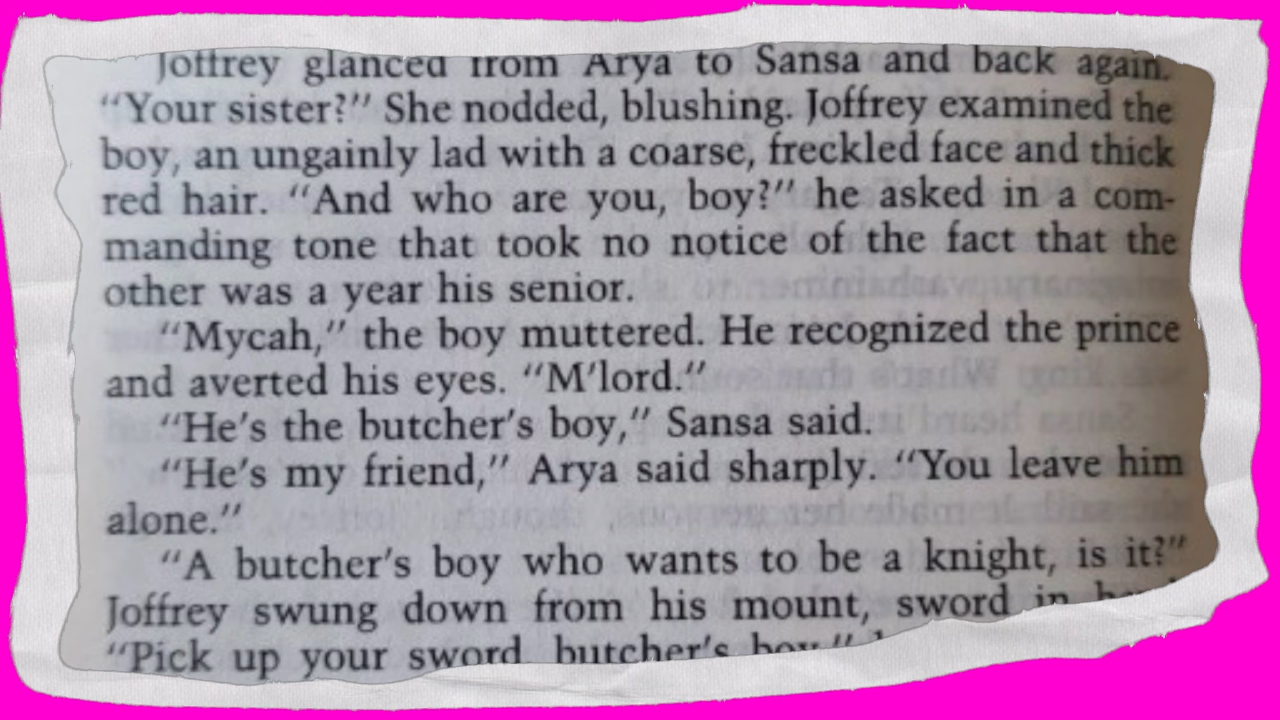 Joffrey glanced from Arya to Sansa and back again.
“Your sister?” She nodded, blushing. Joffrey examined the
boy, an ungainly lad with a coarse, freckled face and thick
red hair. “And who are you, boy?” he asked in a com-
manding tone that took no notice of the fact that the
other was a year his senior.
“Mycah,” the boy muttered. He recognized the prince
and averted his eyes. “M’lord.”
“He’s the butcher’s boy,” Sansa said.
“He’s my friend,” Arya said sharply. “You leave him
alone.”
“A butcher’s boy who wants to be a knight, is it?”
Joffrey swung down from his mount, sword in
“Pick up your sword, butcher’s boy,”